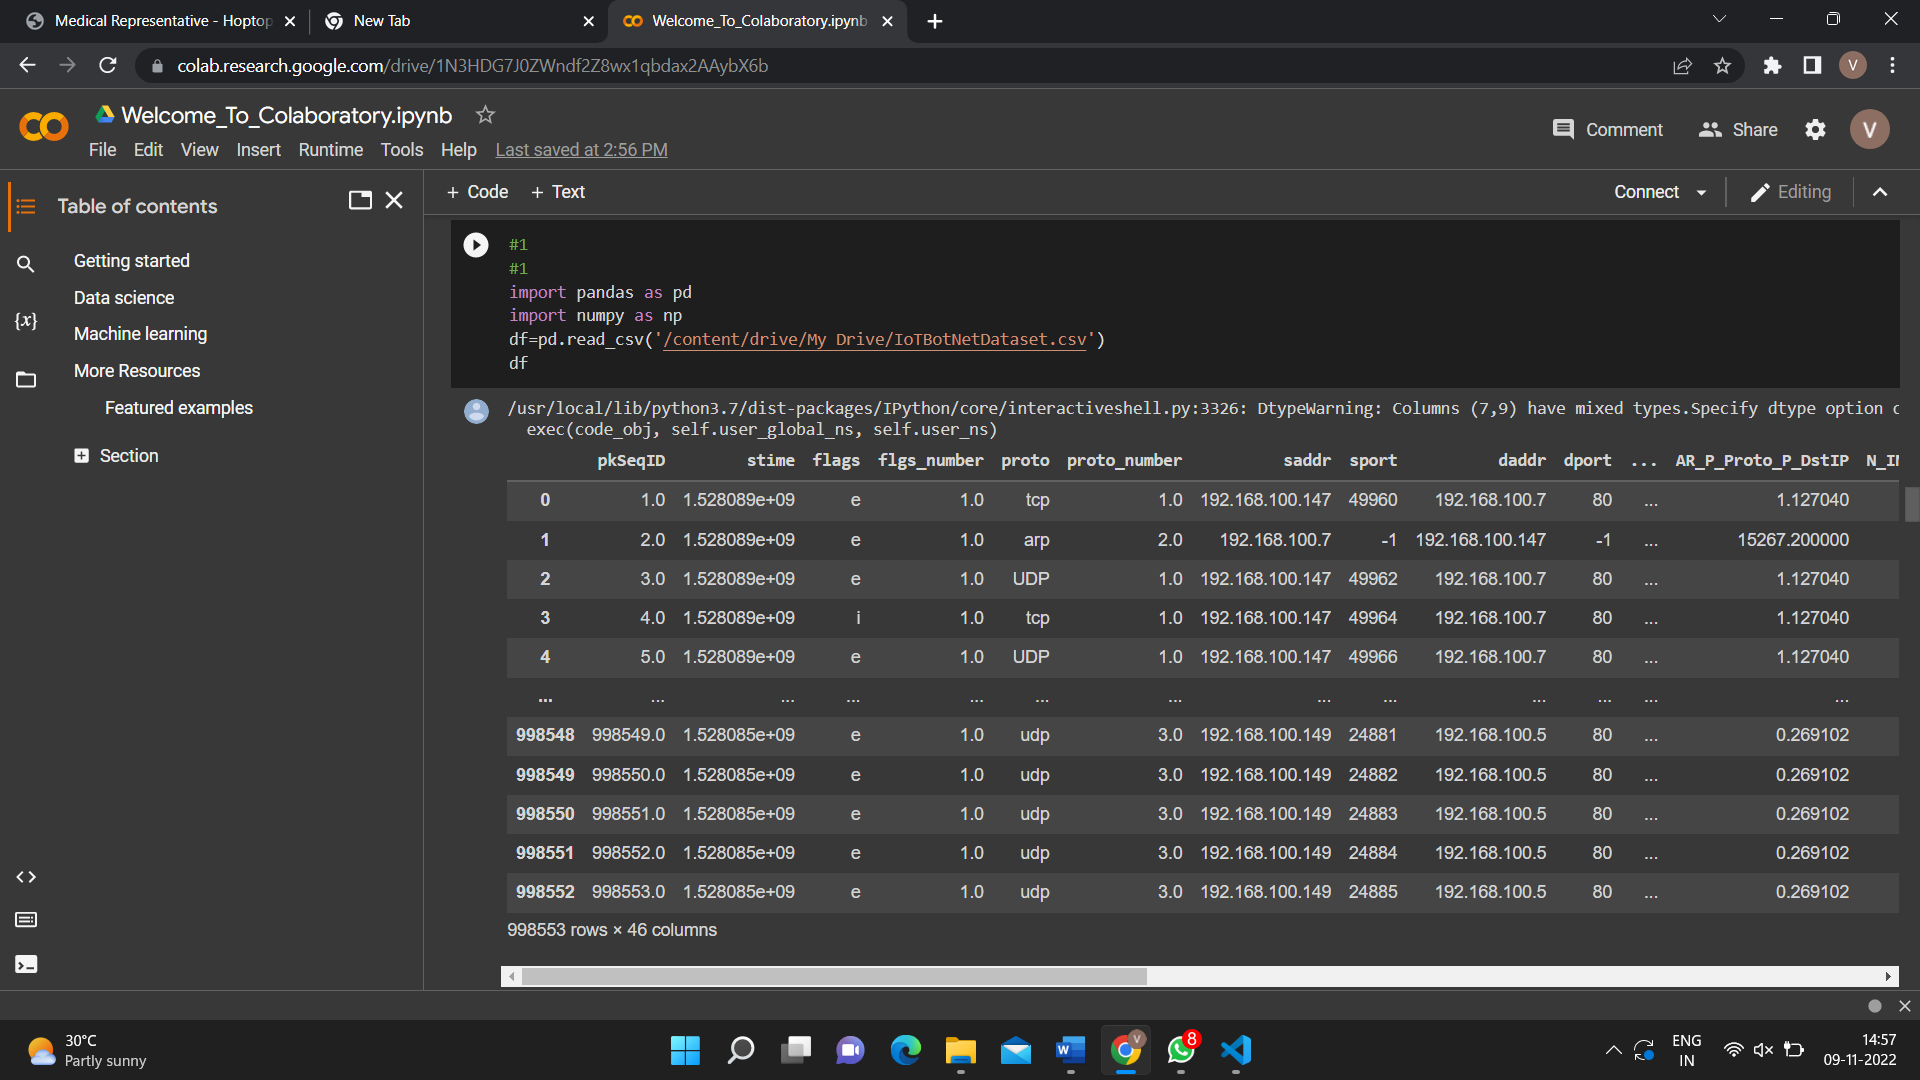 Medical Representative - Hoptop
New Tab
Welcome_To_Colaboratory.ipynb
colab.research.google.com/drive/1N3HDG7J0ZWndf2Z8wx1qbdax2AAybX6b
V
Welcome_To_Colaboratory.ipynb
File Edit View Insert Runtime Tools Help Last saved at 2:56 PM
Comment Share V
Table of contents
+ Code + Text
Connect Editing
Getting started
Data science
Machine learning
More Resources
Featured examples
Section
{x}
#1
#1
import pandas as pd
import numpy as np
df=pd.read_csv('/content/drive/My Drive/IoTBotNetDataset.csv')
df
/usr/local/lib/python3.7/dist-packages/IPython/core/interactiveshell.py:3326: DtypeWarning: Columns (7,9) have mixed types.Specify dtype option
exec(code_obj, self.user_global_ns, self.user_ns)
pkSeqID stime flags flgs_number proto proto_number saddr sport daddr dport ... AR_P_Proto_P_DstIP
0 1.0 1.528089e+09 e 1.0 tcp 1.0 192.168.100.147 49960 192.168.100.7 80 ... 1.127040
1 2.0 1.528089e+09 e 1.0 arp 2.0 192.168.100.7 -1 192.168.100.147 -1 ... 15267.200000
2 3.0 1.528089e+09 e 1.0 UDP 1.0 192.168.100.147 49962 192.168.100.7 80 ... 1.127040
3 4.0 1.528089e+09 i 1.0 tcp 1.0 192.168.100.147 49964 192.168.100.7 80 ... 1.127040
4 5.0 1.528089e+09 e 1.0 UDP 1.0 192.168.100.147 49966 192.168.100.7 80 ... 1.127040
... ... ... ... ... ... ... ... ... ... ... ... ...
998548 998549.0 1.528085e+09 e 1.0 udp 3.0 192.168.100.149 24881 192.168.100.5 80 ... 0.269102
998549 998550.0 1.528085e+09 e 1.0 udp 3.0 192.168.100.149 24882 192.168.100.5 80 ... 0.269102
998550 998551.0 1.528085e+09 e 1.0 udp 3.0 192.168.100.149 24883 192.168.100.5 80 ... 0.269102
998551 998552.0 1.528085e+09 e 1.0 udp 3.0 192.168.100.149 24884 192.168.100.5 80 ... 0.269102
998552 998553.0 1.528085e+09 e 1.0 udp 3.0 192.168.100.149 24885 192.168.100.5 80 ... 0.269102
998553 rows × 46 columns
30°C
Partly sunny
W
V
8
ENG
IN
14:57
09-11-2022